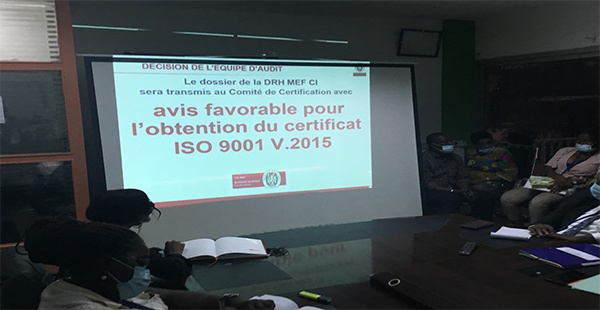 DECISION DE L'EQUIPE D'AUDIT
Le dossier de la DRH MEF CI
sera transmis au Comité de Certification avec
avis favorable pour
l'obtention du certificat
ISO 9001 V.2015